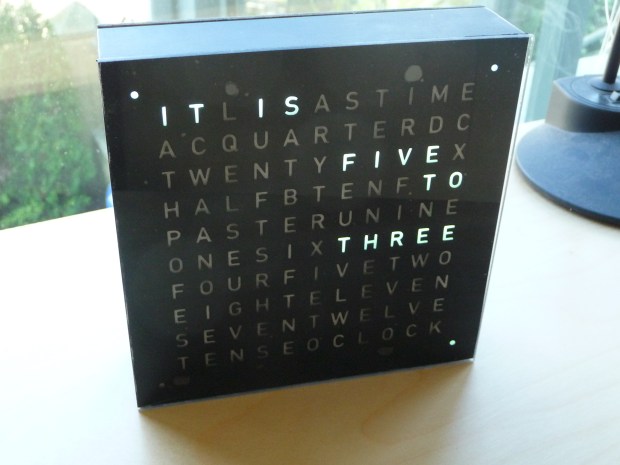 ITLISASTIME
ACQUARTERDC
TWENTYFIVEX
HALFBTENFTO
PASTERUNINE
ONESIXTHREE
FOURFIVETWO
EIGHTELEVEN
SEVENTWELVE
TENSEOCLOCK